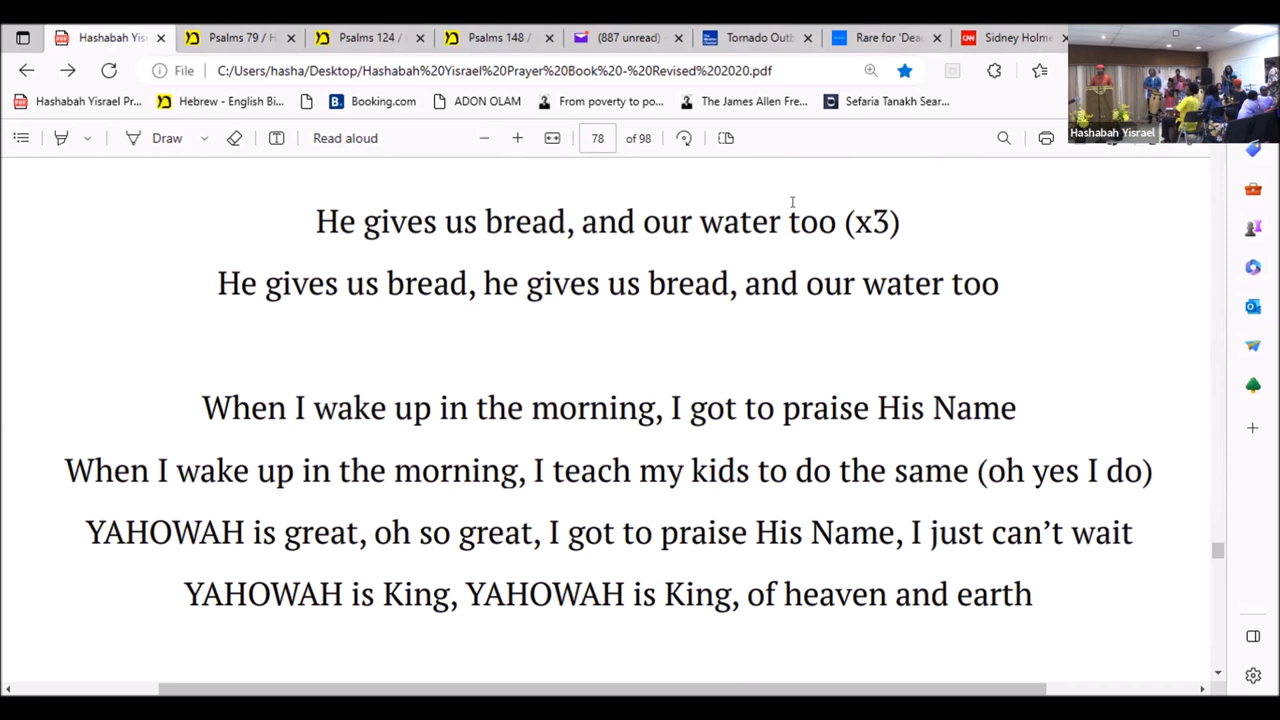 Hashabah Yis
Psalms 79 / H
Psalms 124 /
Psalms 148 /
(887 unread)
Tornado Outb
Rare for 'Dea
CNN
Sidney Holme
File
C:/Users/hasha/Desktop/Hashabah%20Yisrael%20Prayer%20Book%20-%20Revised%202020.pdf
Hashabah Yisrael Pr...
Hebrew - English Bi...
Booking.com
ADON OLAM
From poverty to po...
The James Allen Fre...
Sefaria Tanakh Sear...
Hashabah Yisrael
Draw
Read aloud
78
of 98
He gives us bread, and our water too (x3)
He gives us bread, he gives us bread, and our water too
When I wake up in the morning, I got to praise His Name
When I wake up in the morning, I teach my kids to do the same (oh yes I do)
YAHOWAH is great, oh so great, I got to praise His Name, I just can’t wait
YAHOWAH is King, YAHOWAH is King, of heaven and earth